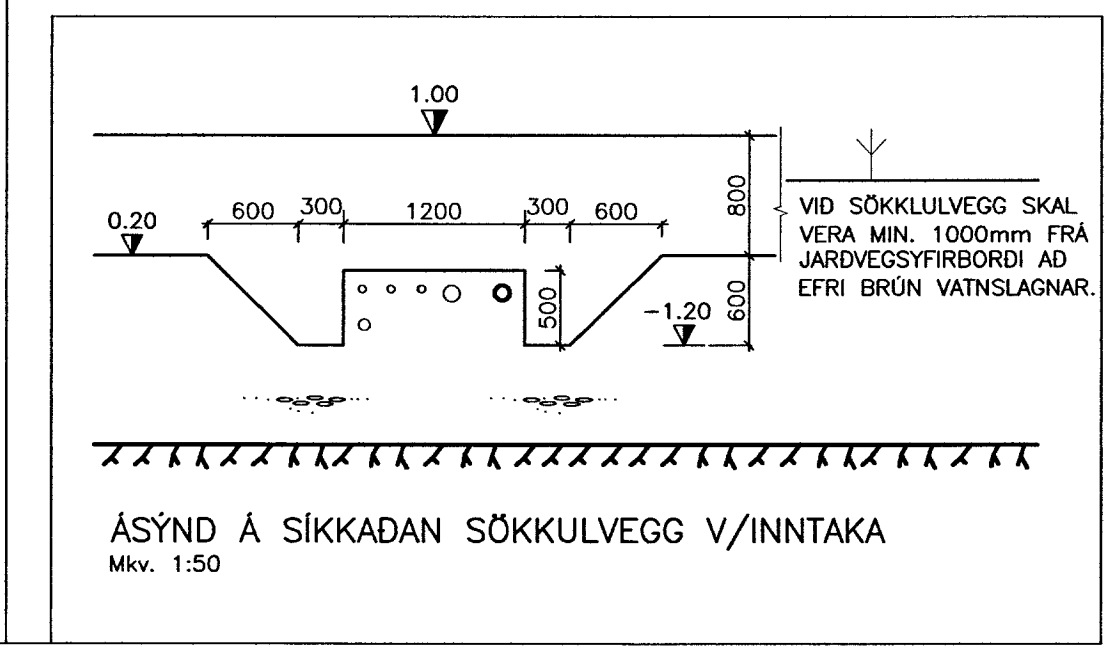 1.00
0.20
600
300
1200
300
600
800
600
500
-1.20
VIÐ SÖKKLULVEGG SKAL
VERA MIN. 1000mm FRÁ
JARÐVEGSYFIRBORÐI AÐ
EFRI BRÚN VATNSLAGNAR.
ÁSÝND Á SÍKKAÐAN SÖKKULVEGG V/INNTAKA
Mkv. 1:50